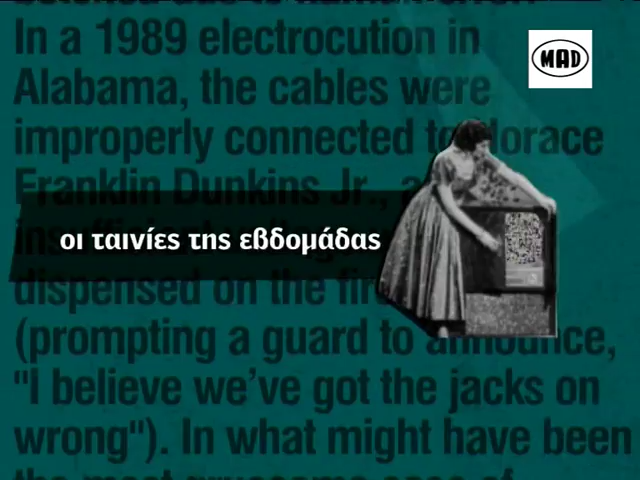 In a 1989 electrocution in
MAD
Alabama, the cables were
improperly connected to Horace
Franklin Dunkins Jr.,
οι ταινίες της εβδομάδας
dispensed on the
(prompting a guard to announce,
"I believe we've got the jacks on
wrong"). In what might have been